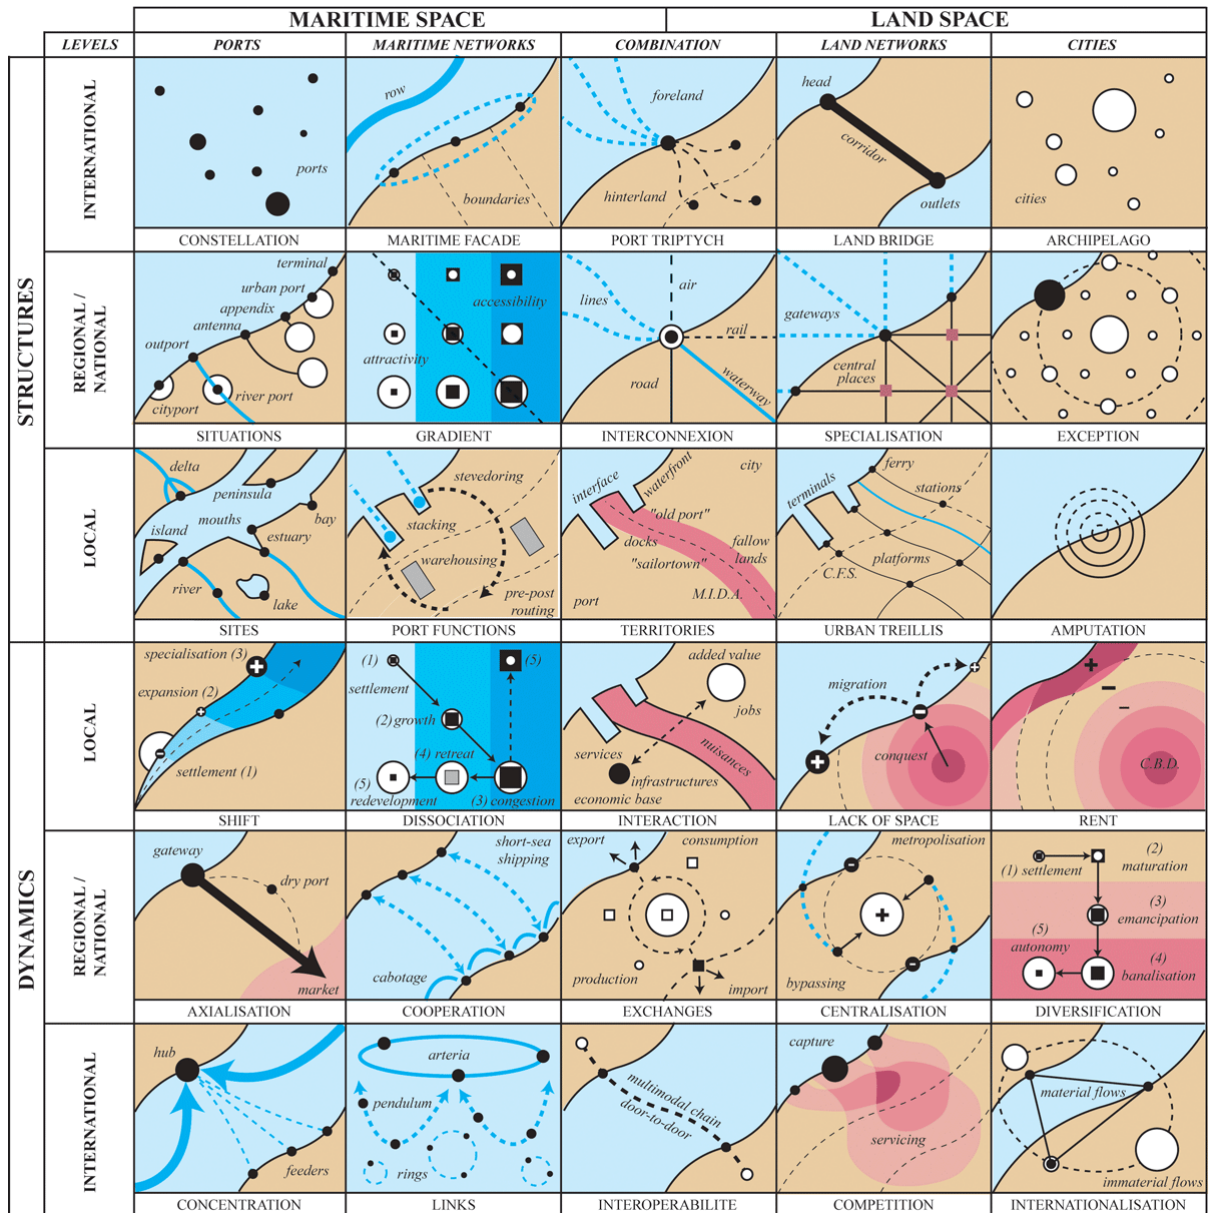 MARITIME SPACE
LAND SPACE
LEVELS
PORTS
MARITIME NETWORKS
COMBINATION
LAND NETWORKS
CITIES
STRUCTURES
INTERNATIONAL
ports
CONSTELLATION
row
boundaries
MARITIME FACADE
foreland
hinterland
PORT TRIPTYCH
head
corridor
outlets
LAND BRIDGE
cities
ARCHIPELAGO
REGIONAL /
NATIONAL
terminal
urban port
appendix
antenna
outport
river port
cityport
SITUATIONS
accessibility
attractivity
GRADIENT
lines
air
rail
road
waterway
INTERCONNEXION
gateways
central
places
SPECIALISATION
EXCEPTION
LOCAL
delta
peninsula
island
mouths
bay
estuary
river
lake
SITES
stevedoring
stacking
warehousing
pre-post
routing
PORT FUNCTIONS
interface
waterfront
city
"old port"
docks
fallow
lands
"sailortown"
M.I.D.A.
port
TERRITORIES
ferry
terminals
stations
platforms
C.F.S.
URBAN TREILLIS
AMPUTATION
DYNAMICS
LOCAL
specialisation (3)
expansion (2)
settlement (1)
SHIFT
(1)
(5)
settlement
(2) growth
(4) retreat
(5)
redevelopment
(3) congestion
DISSOCIATION
added value
jobs
nuisances
services
infrastructures
economic base
INTERACTION
migration
conquest
LACK OF SPACE
C.B.D.
RENT
REGIONAL /
NATIONAL
gateway
dry port
market
AXIALISATION
short-sea
shipping
cabotage
COOPERATION
export
consumption
production
import
EXCHANGES
metropolisation
bypassing
CENTRALISATION
(1) settlement
(2)
maturation
(3)
emancipation
(5)
autonomy
(4)
banalisation
DIVERSIFICATION
INTERNATIONAL
hub
feeders
CONCENTRATION
arteria
pendulum
rings
LINKS
multimodal chain
door-to-door
INTEROPERABILITE
capture
servicing
COMPETITION
material flows
immaterial flows
INTERNATIONALISATION